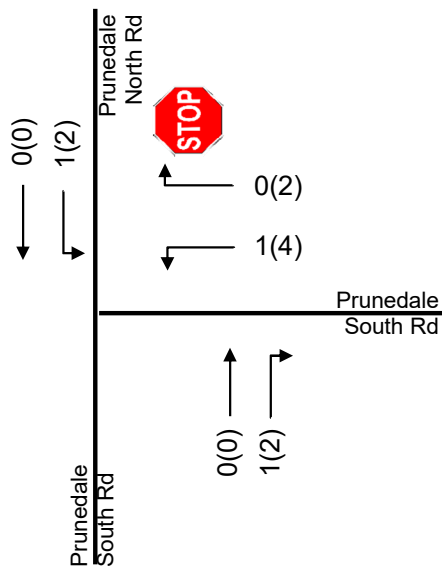 Prunedale
North Rd
STOP
0(0)
1(2)
0(2)
1(4)
Prunedale
South Rd
0(0)
1(2)
Prunedale
South Rd